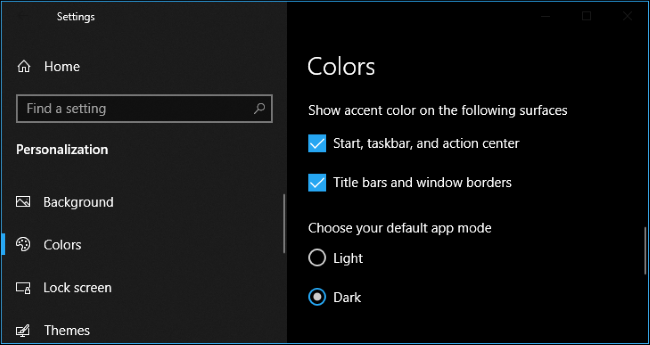 Settings
Home
Find a setting
Personalization
Background
Colors
Lock screen
Themes
Colors
Show accent color on the following surfaces
Start, taskbar, and action center
Title bars and window borders
Choose your default app mode
Light
Dark